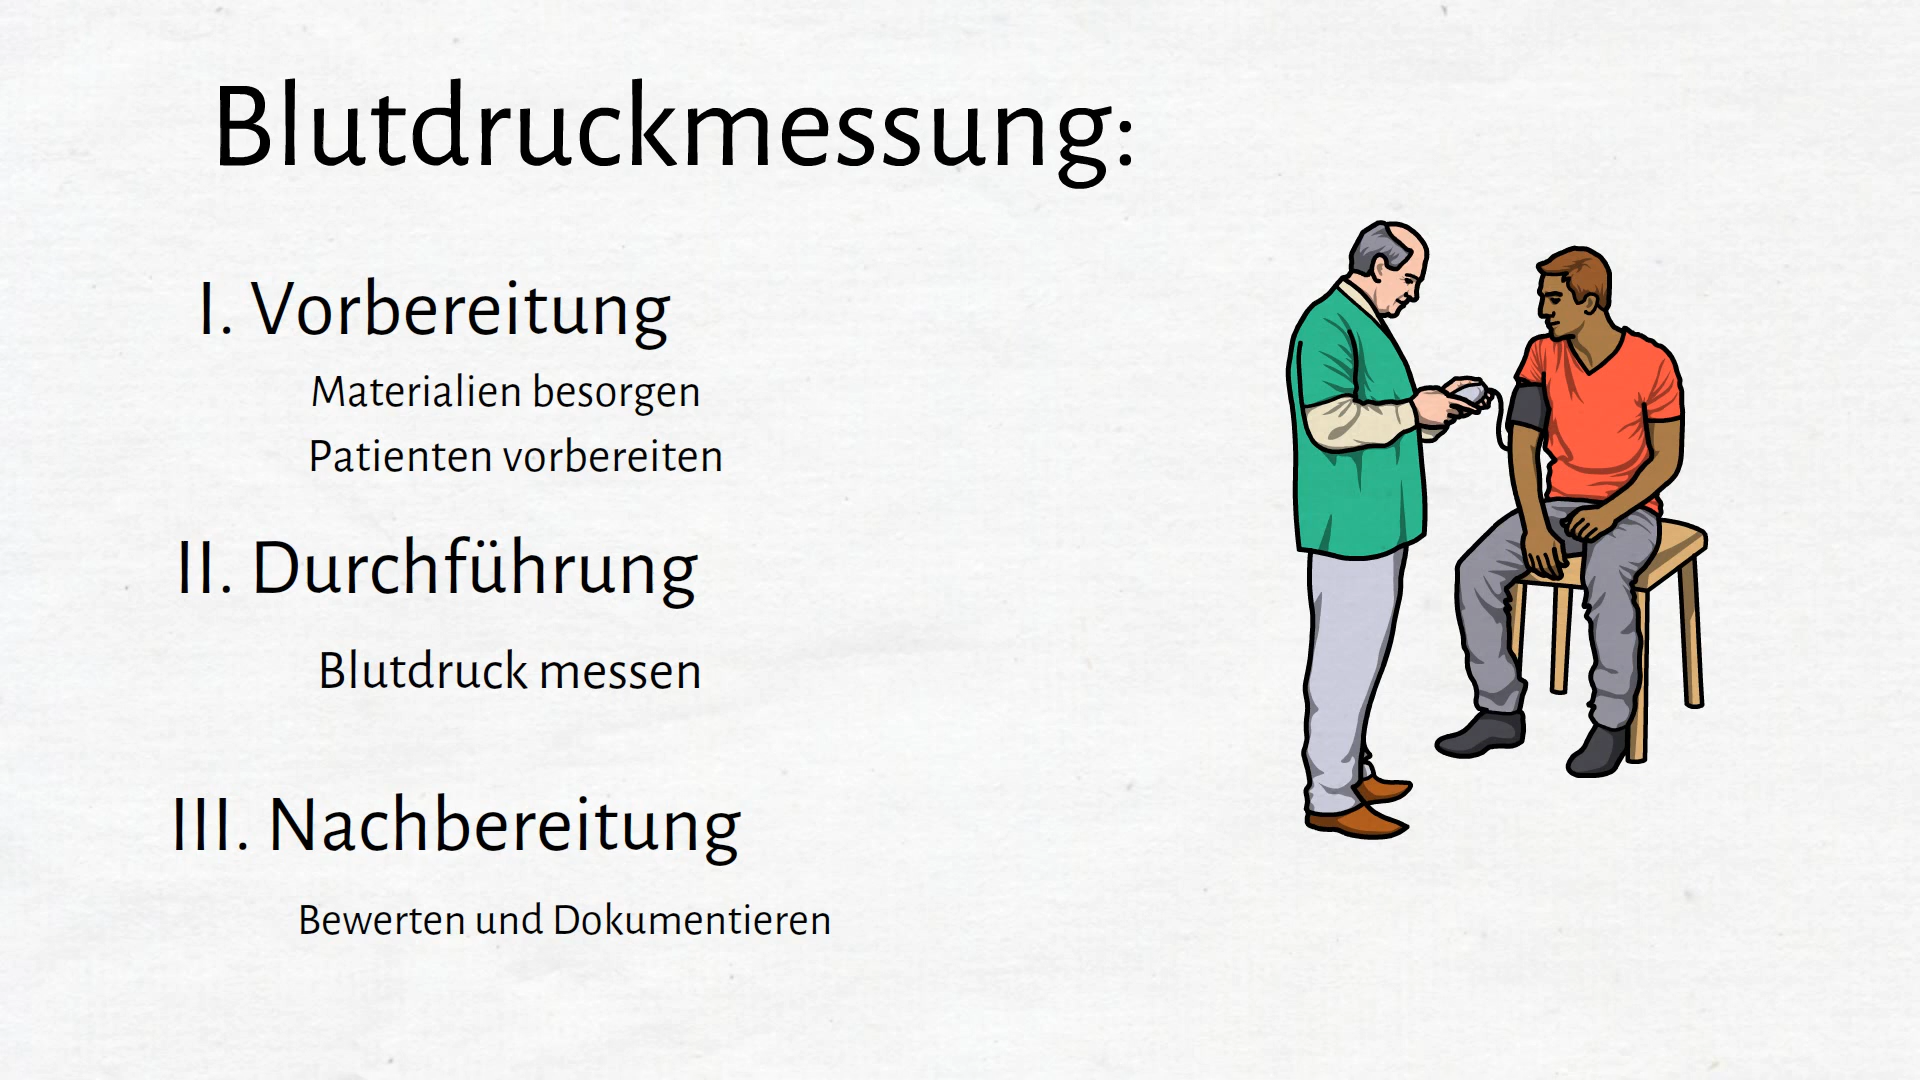 Blutdruckmessung:
I. Vorbereitung
Materialien besorgen
Patienten vorbereiten
II. Durchführung
Blutdruck messen
III. Nachbereitung
Bewerten und Dokumentieren